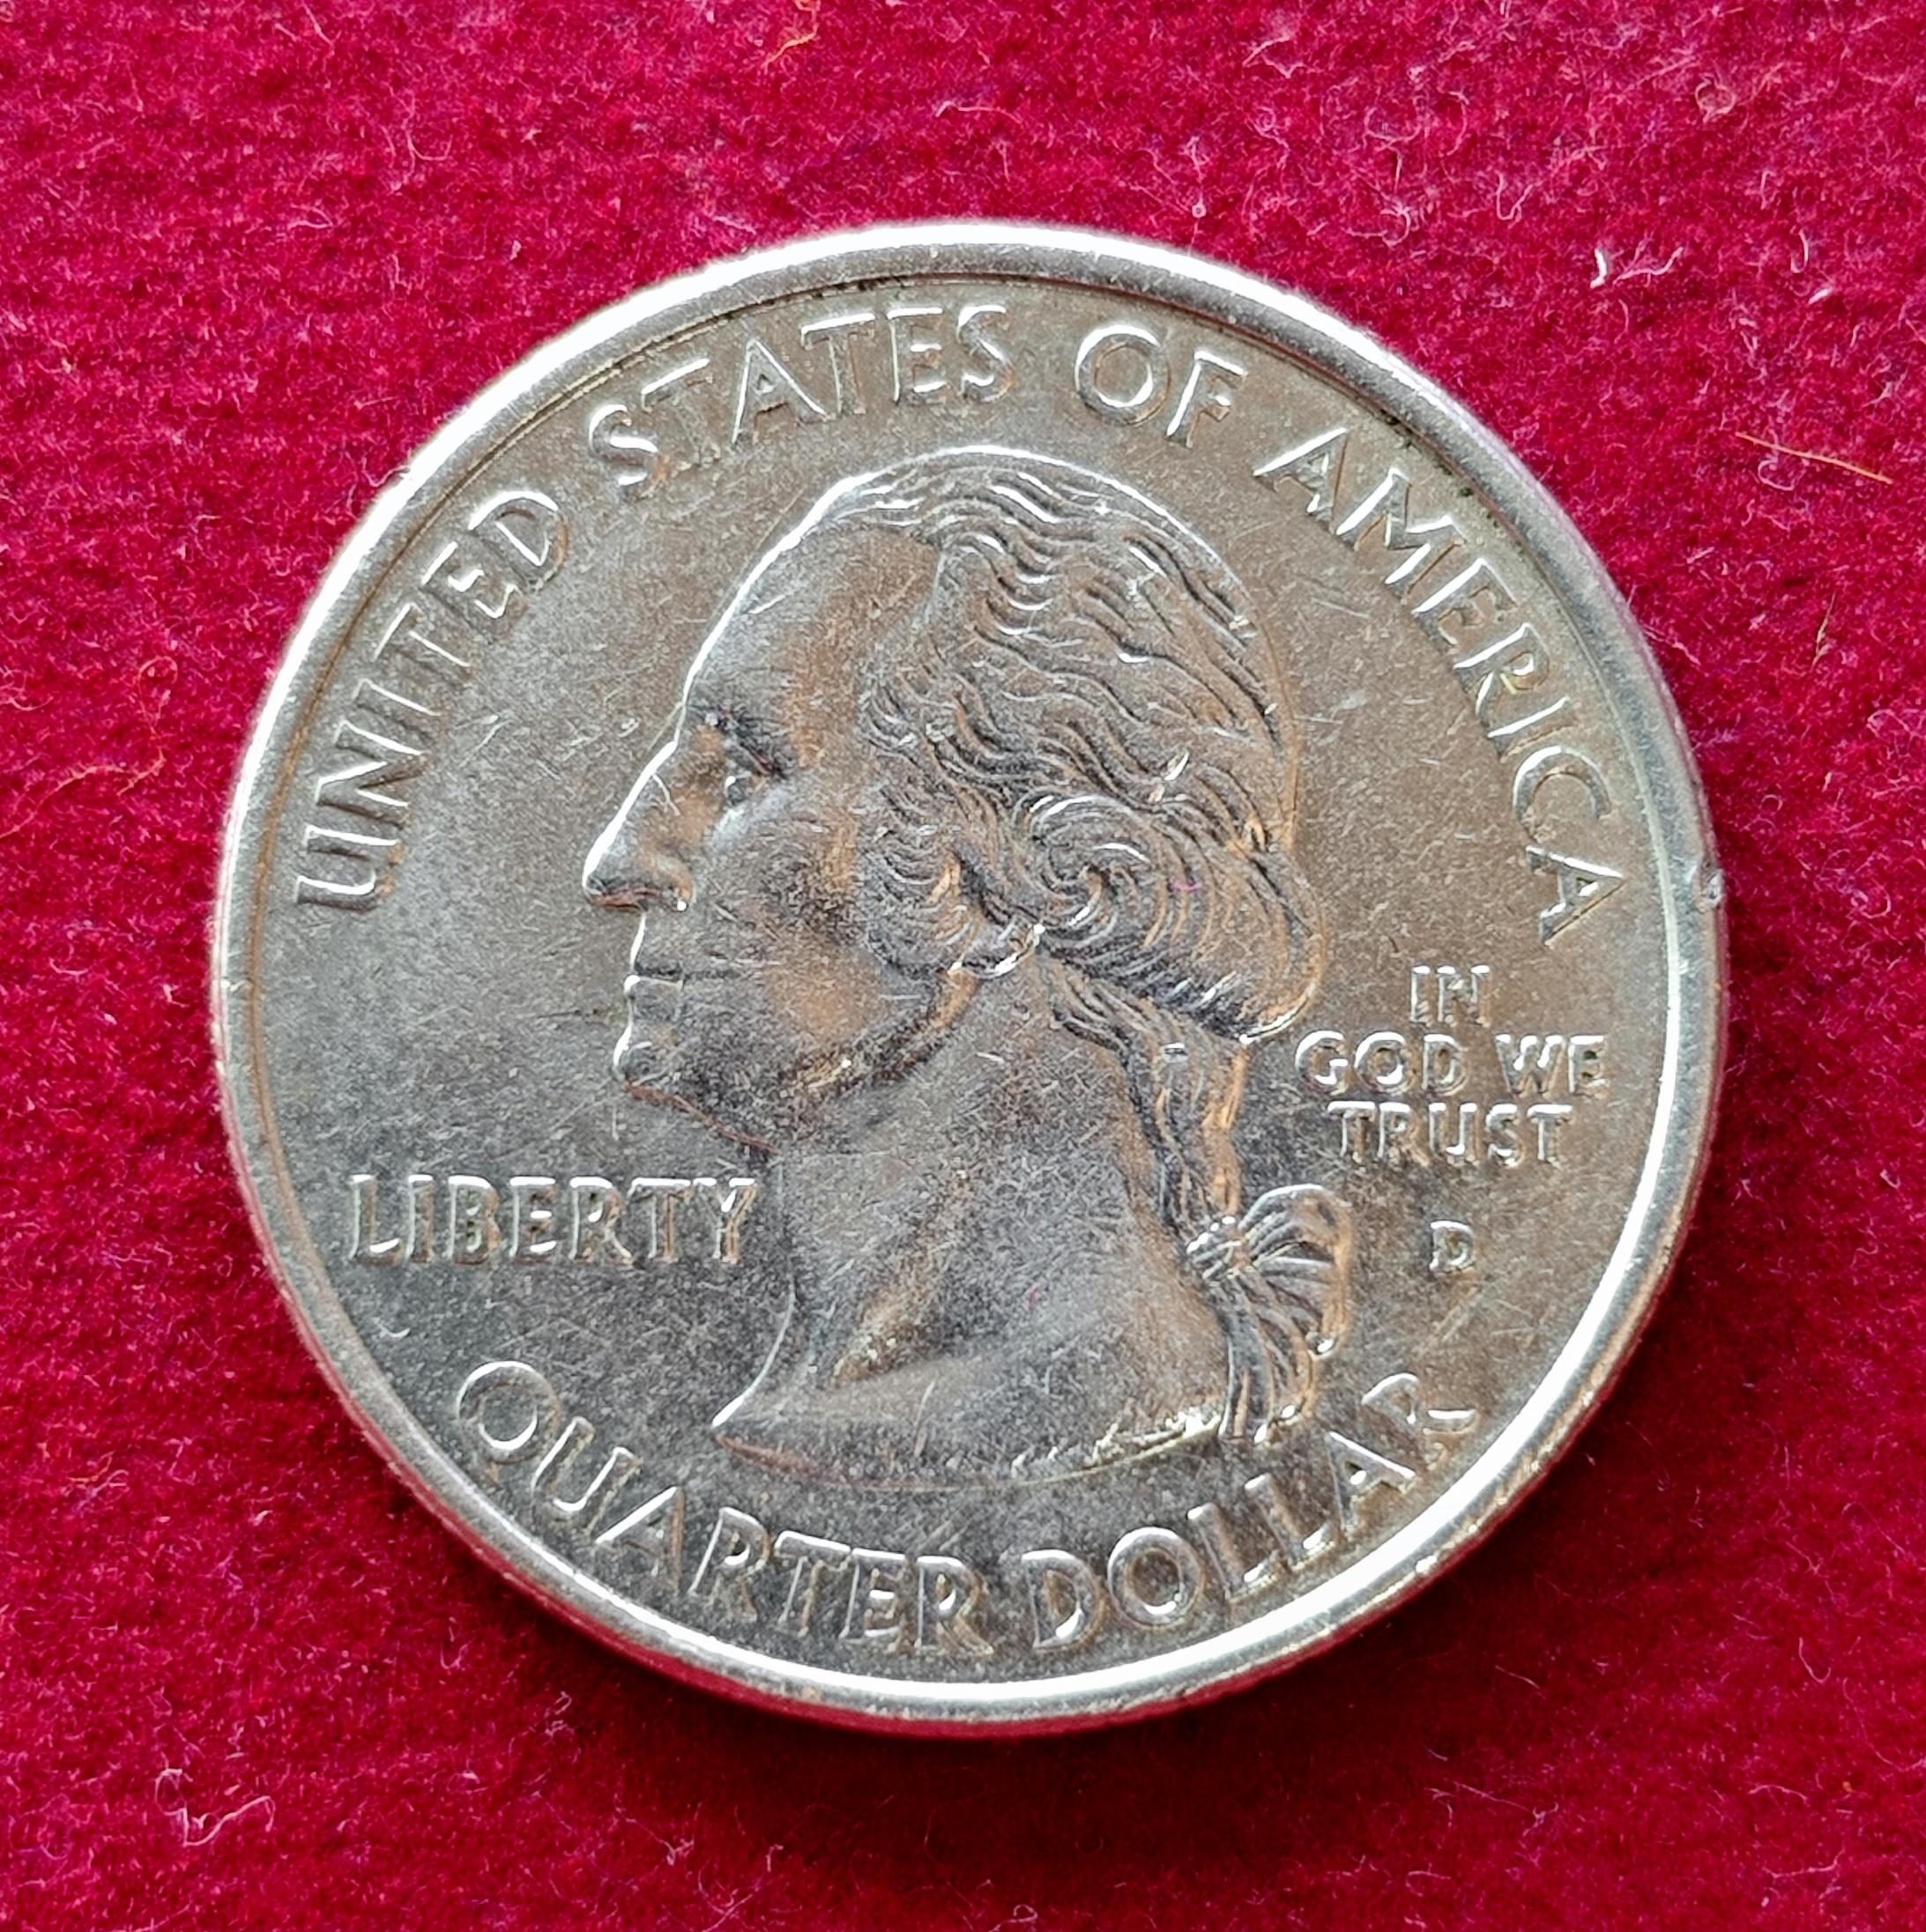 UNITED STATES OF AMERICA
LIBERTY
IN
GOD WE
TRUST
D
QUARTER DOLLAR